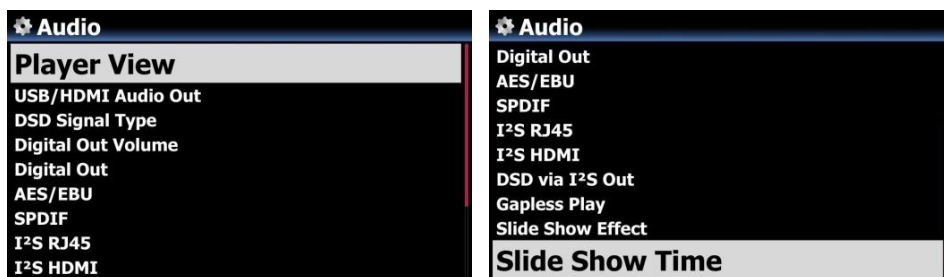 Audio
Player View
USB/HDMI Audio Out
DSD Signal Type
Digital Out Volume
Digital Out
AES/EBU
SPDIF
I²S RJ45
I²S HDMI
Audio
Digital Out
AES/EBU
SPDIF
I²S RJ45
I²S HDMI
DSD via I²S Out
Gapless Play
Slide Show Effect
Slide Show Time